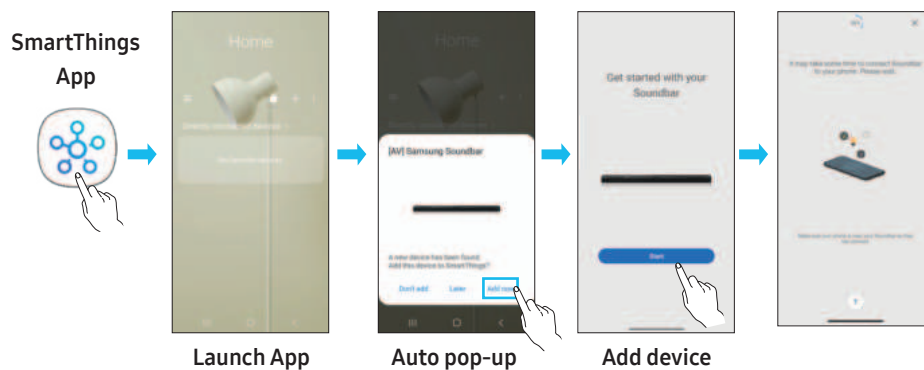 SmartThings
App
Home
Launch App
Home
[AV] Samsung Soundbar
A new device has been found.
Add this device to SmartThings?
Don't add Later Add now
Auto pop-up
Get started with your
Soundbar
Start
Add device
It may take some time to connect Soundbar
to your phone. Please wait.